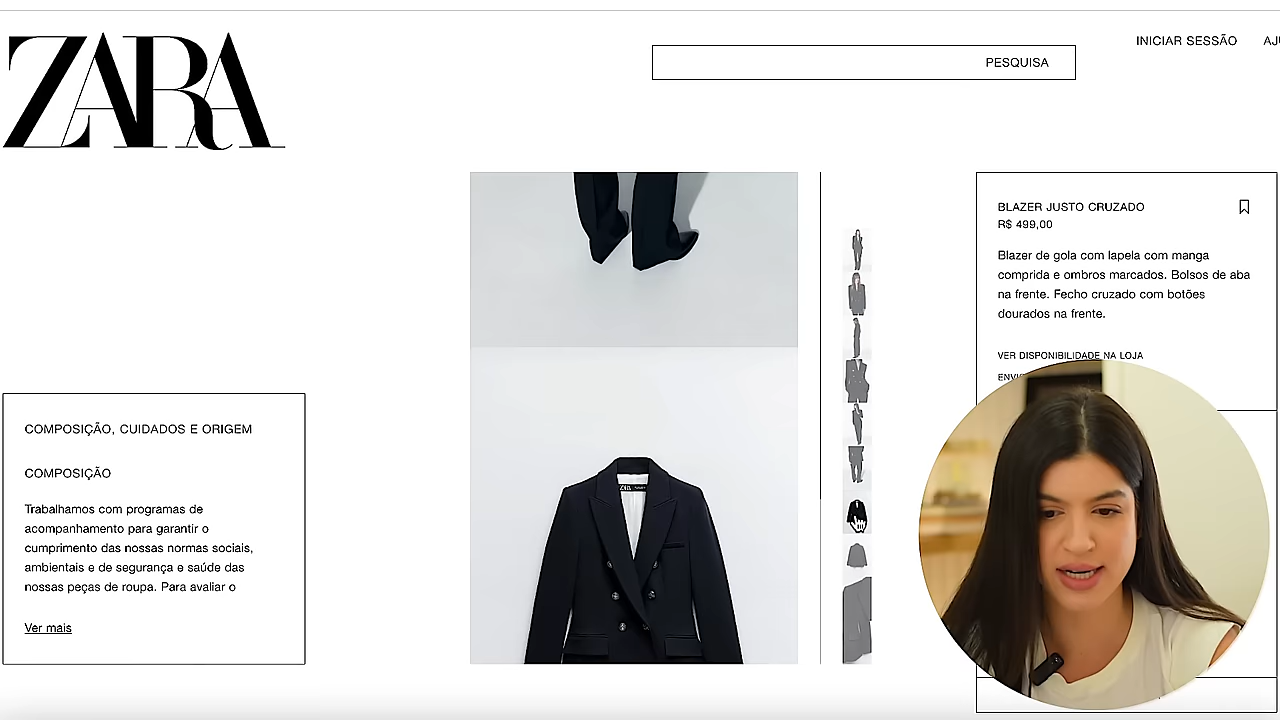 ZARA
PESQUISA
INICIAR SESSÃO
BLAZER JUSTO CRUZADO
R$ 499,00
Blazer de gola com lapela com manga
comprida e ombros marcados. Bolsos de aba
na frente. Fecho cruzado com botões
dourados na frente.
VER DISPONIBILIDADE NA LOJA
COMPOSIÇÃO, CUIDADOS E ORIGEM
COMPOSIÇÃO
Trabalhamos com programas de
acompanhamento para garantir o
cumprimento das nossas normas sociais,
ambientais e de segurança e saúde das
nossas peças de roupa. Para avaliar o
Ver mais
ZARA